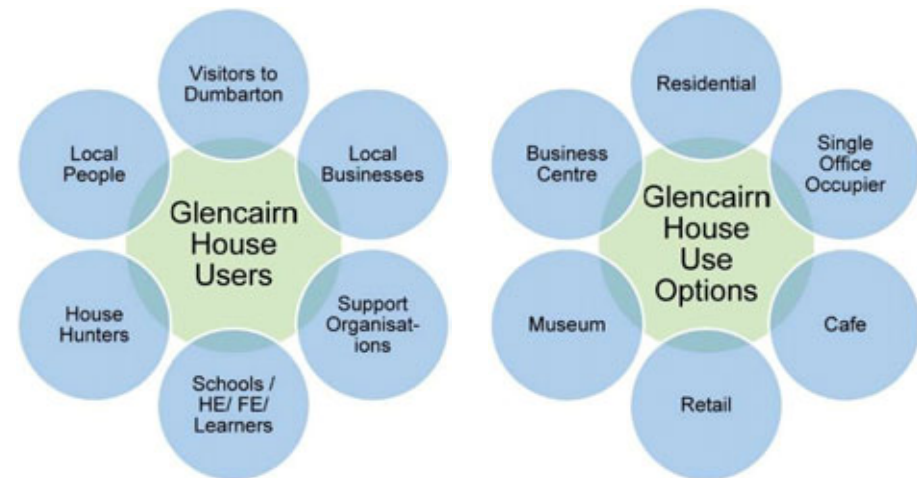 Visitors to
Dumbarton
Local
Businesses
Support
Organisat-
ions
Schools /
HE/ FE/
Learners
House
Hunters
Local
People
Glencairn
House
Users
Residential
Single
Office
Occupier
Cafe
Retail
Museum
Business
Centre
Glencairn
House
Use
Options